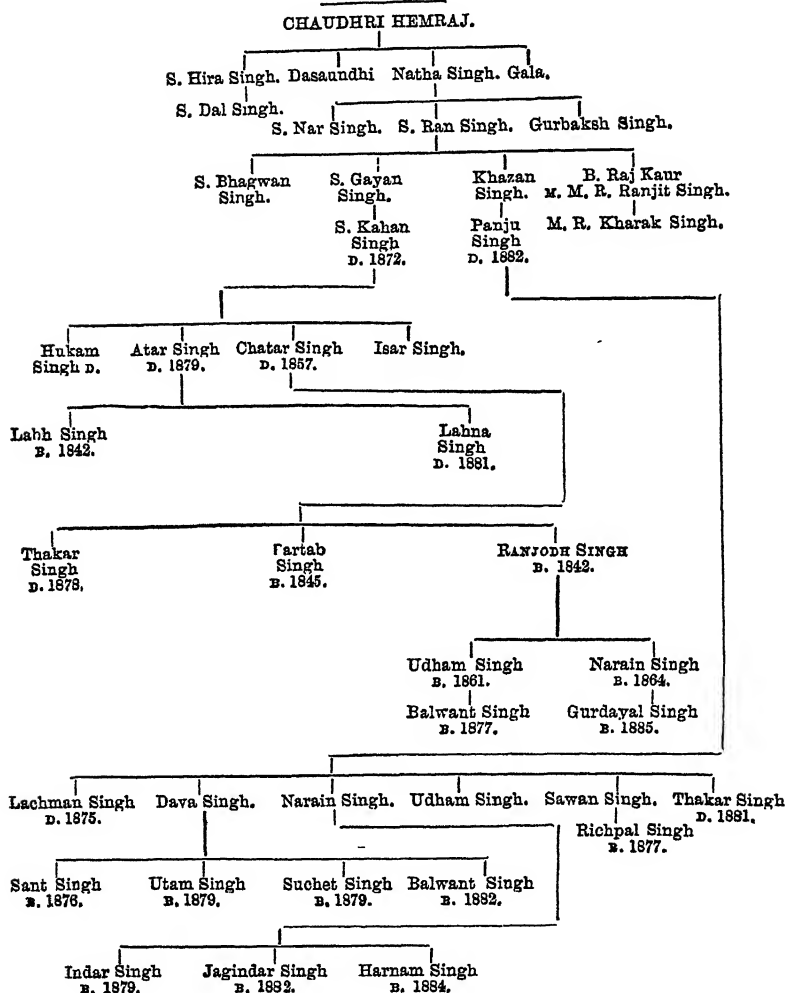 CHAUDHRI HEMRAJ.
S. Hira Singh. Dasaundhi Natha Singh. Gala.
S. Dal Singh.
S. Nar Singh. S. Ran Singh. Gurbaksh Singh.
S. Bhagwan Singh.
S. Gayan Singh.
Khazan Singh.
B. Raj Kaur
M. M. R. Ranjit Singh.
S. Kahan Singh
D. 1872.
Panju Singh
D. 1882.
M. R. Kharak Singh.
Hukam Singh D.
Atar Singh
D. 1879.
Chatar Singh
D. 1857.
Isar Singh.
Labh Singh
B. 1842.
Lahna Singh
D. 1881.
Thakar Singh
D. 1878.
Partab Singh
B. 1845.
RANJODH SINGH
B. 1842.
Udham Singh
B. 1861.
Narain Singh
B. 1864.
Balwant Singh
B. 1877.
Gurdayal Singh
B. 1885.
Lachman Singh
D. 1875.
Dava Singh. Narain Singh. Udham Singh. Sawan Singh. Thakar Singh
D. 1881.
Richpal Singh
B. 1877.
Sant Singh
B. 1876.
Utam Singh
B. 1879.
Suchet Singh
B. 1879.
Balwant Singh
B. 1882.
Indar Singh
B. 1879.
Jagindar Singh
B. 1882.
Harnam Singh
B. 1884.